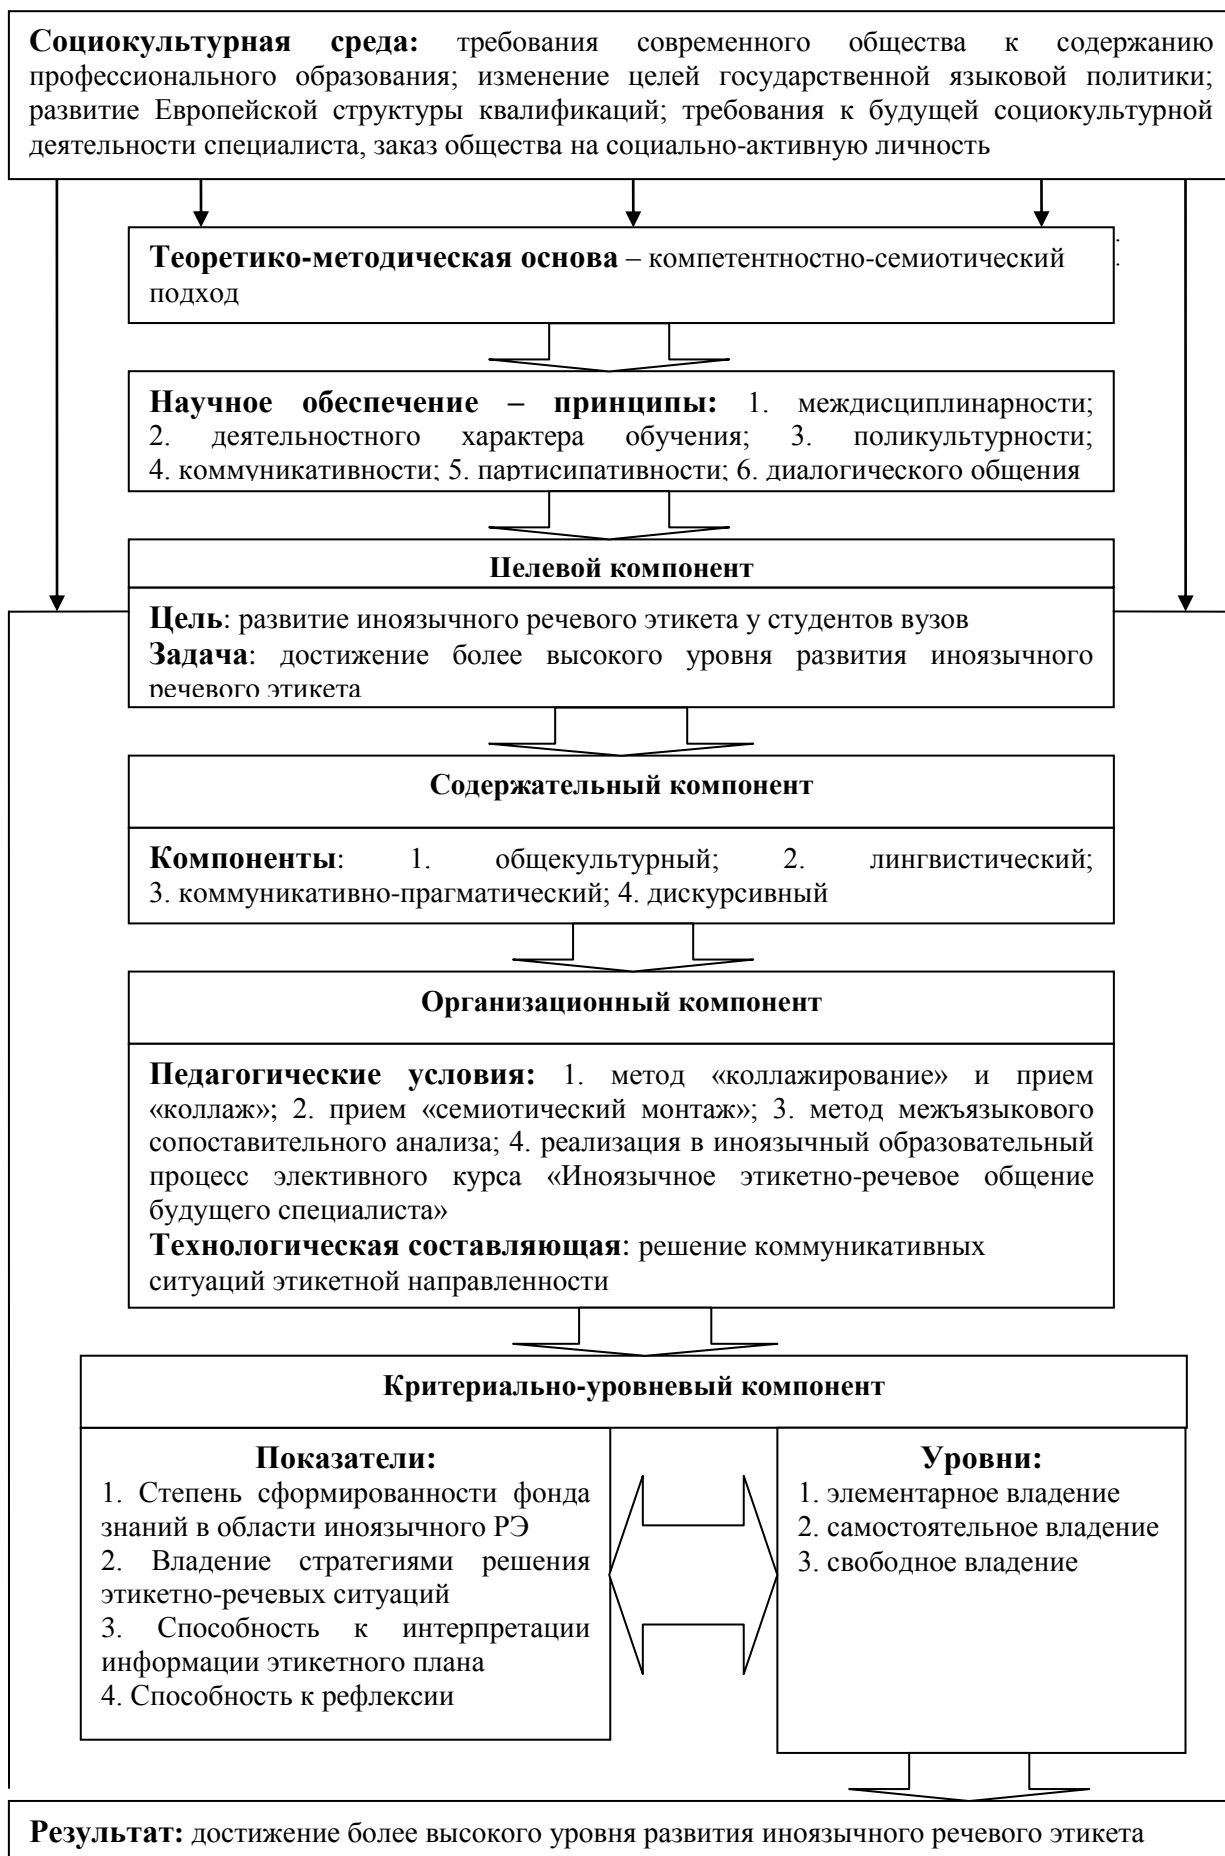 Социокультурная среда: требования современного общества к содержанию
профессионального образования; изменение целей государственной языковой политики;
развитие Европейской структуры квалификаций; требования к будущей социокультурной
деятельности специалиста, заказ общества на социально-активную личность
Теоретико-методическая основа – компетентностно-семиотический
подход
Научное обеспечение – принципы: 1. междисциплинарности;
2. деятельностного характера обучения; 3. поликультурности;
4. коммуникативности; 5. партисипативности; 6. диалогического общения
Целевой компонент
Цель: развитие иноязычного речевого этикета у студентов вузов
Задача: достижение более высокого уровня развития иноязычного
речевого этикета
Содержательный компонент
Компоненты: 1. общекультурный; 2. лингвистический;
3. коммуникативно-прагматический; 4. дискурсивный
Организационный компонент
Педагогические условия: 1. метод «коллажирование» и прием
«коллаж»; 2. прием «семиотический монтаж»; 3. метод межъязыкового
сопоставительного анализа; 4. реализация в иноязычный образовательный
процесс элективного курса «Иноязычное этикетно-речевое общение
будущего специалиста»
Технологическая составляющая: решение коммуникативных
ситуаций этикетной направленности
Критериально-уровневый компонент
Показатели:
1. Степень сформированности фонда
знаний в области иноязычного РЭ
2. Владение стратегиями решения
этикетно-речевых ситуаций
3. Способность к интерпретации
информации этикетного плана
4. Способность к рефлексии
Уровни:
1. элементарное владение
2. самостоятельное владение
3. свободное владение
Результат: достижение более высокого уровня развития иноязычного речевого этикета